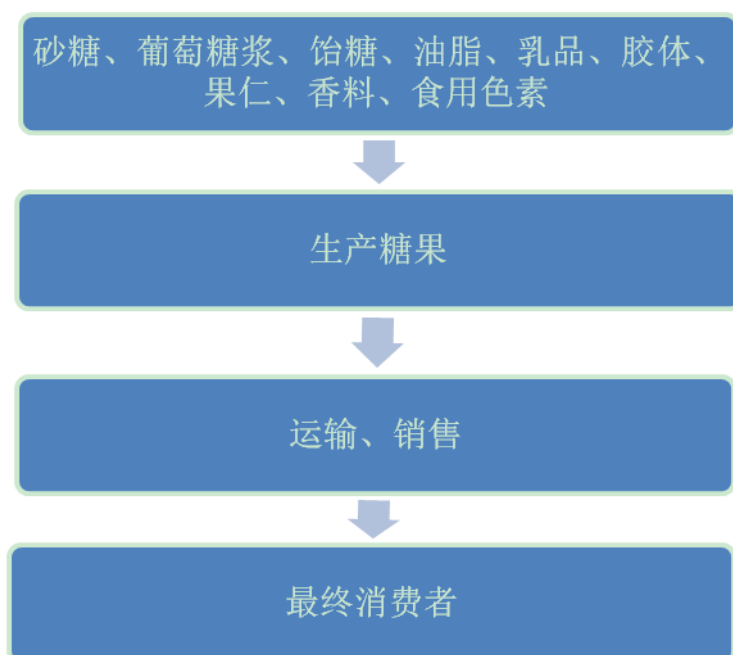 砂糖、葡萄糖浆、饴糖、油脂、乳品、胶体、
果仁、香料、食用色素
生产糖果
运输、销售
最终消费者